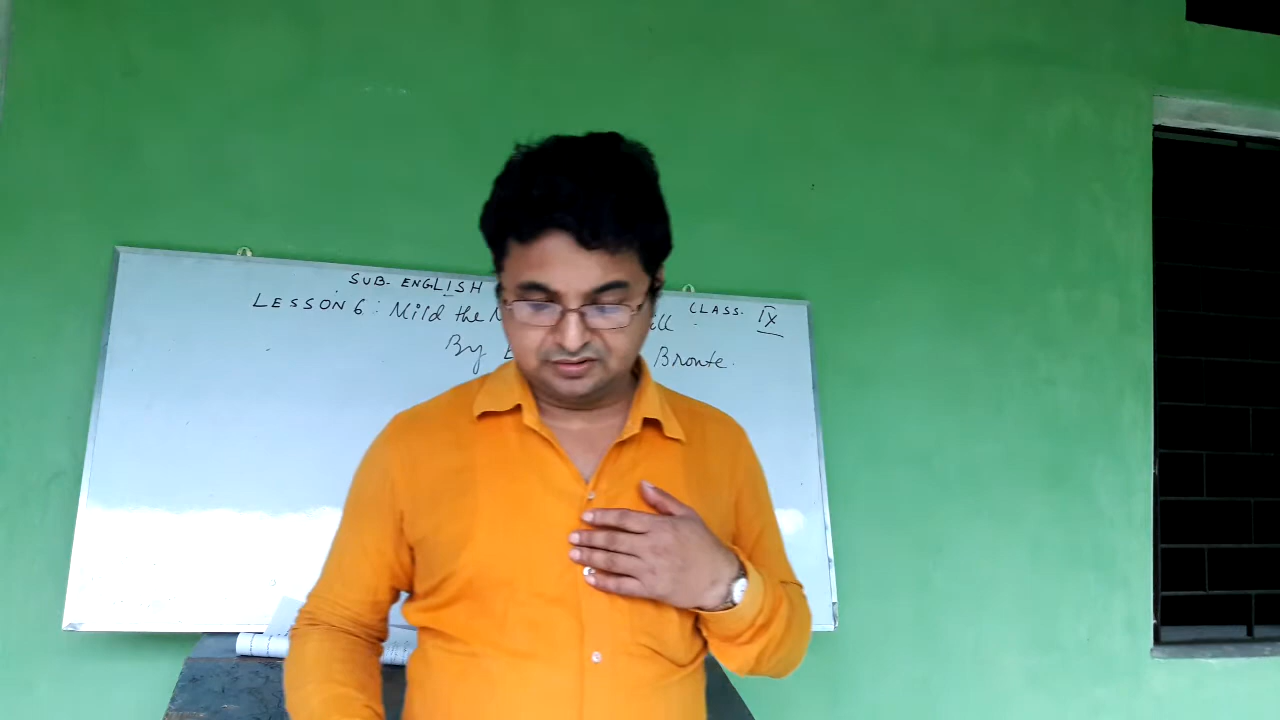 SUB- ENGLISH
CLASS. IX
LESSON 6: Mild the
By Bronte.